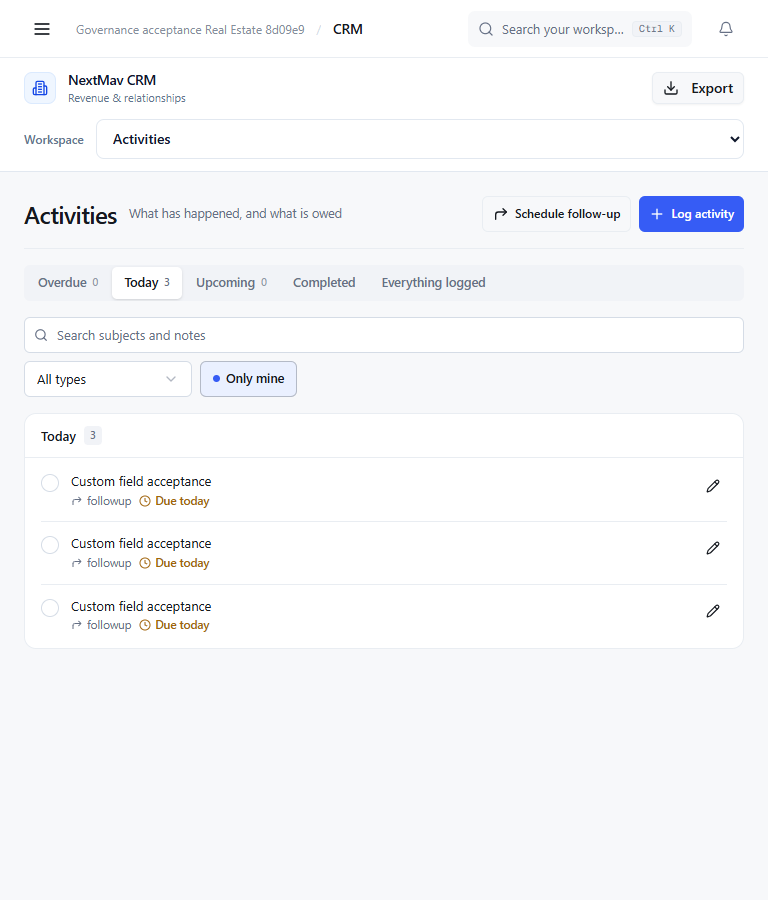 Governance acceptance Real Estate 8d09e9 / CRM
Search your worksp... Ctrl K
NextMav CRM
Revenue & relationships
Export
Workspace
Activities
Activities
What has happened, and what is owed
Schedule follow-up
Log activity
Overdue 0
Today 3
Upcoming 0
Completed
Everything logged
Search subjects and notes
All types
Only mine
Today 3
Custom field acceptance
followup Due today
Custom field acceptance
followup Due today
Custom field acceptance
followup Due today